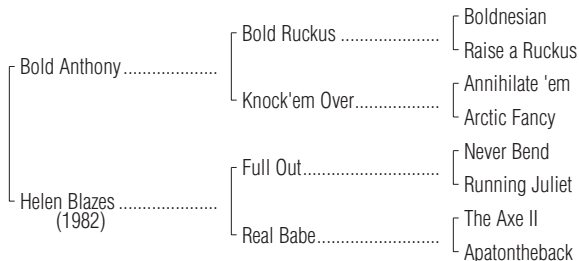 Boldnesian
Bold Ruckus ..................
Raise a Ruckus
Bold Anthony.................
Annihilate 'em
Knock'em Over...............
Arctic Fancy
Never Bend
Full Out........................
Running Juliet
Helen Blazes ..................
(1982)
The Axe II
Real Babe......................
Apatontheback